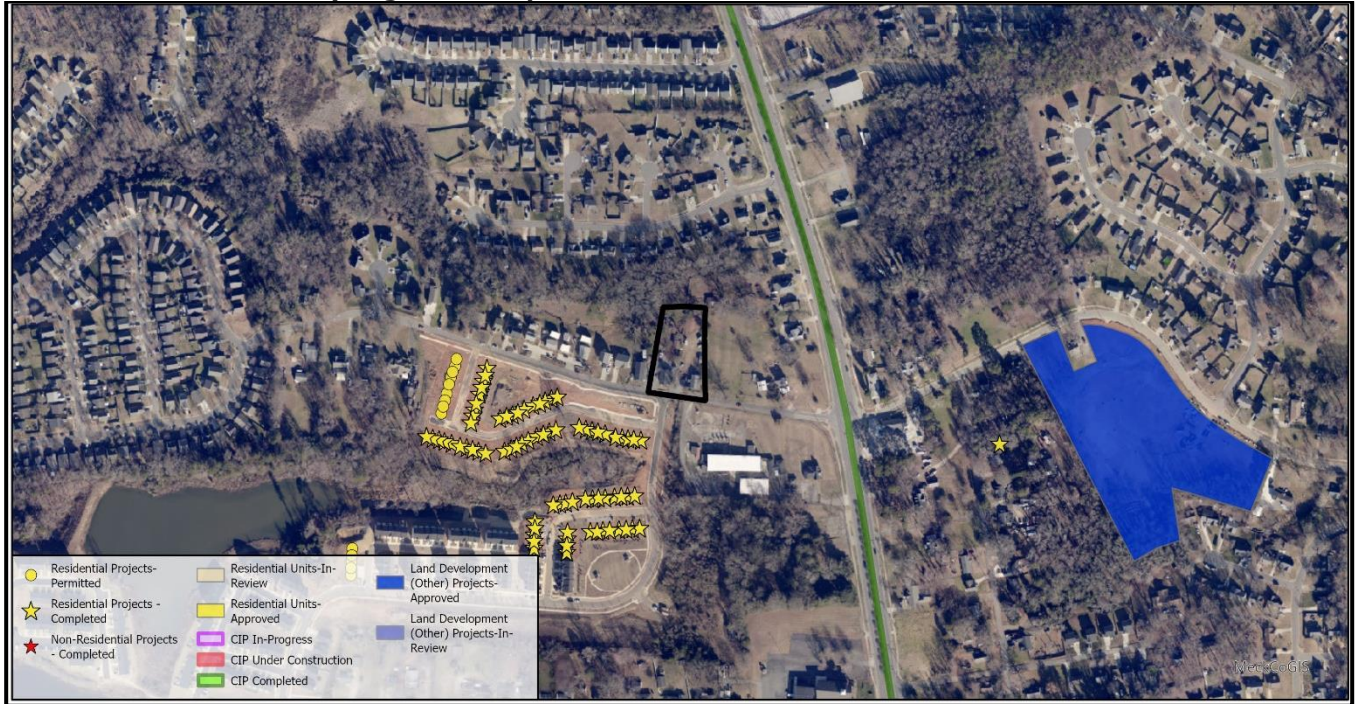 Residential Projects-
Permitted
Residential Projects -
Completed
Non-Residential Projects
- Completed
Residential Units-In-
Review
Residential Units-
Approved
CIP In-Progress
CIP Under Construction
CIP Completed
Land Development
(Other) Projects-
Approved
Land Development
(Other) Projects-In-
Review